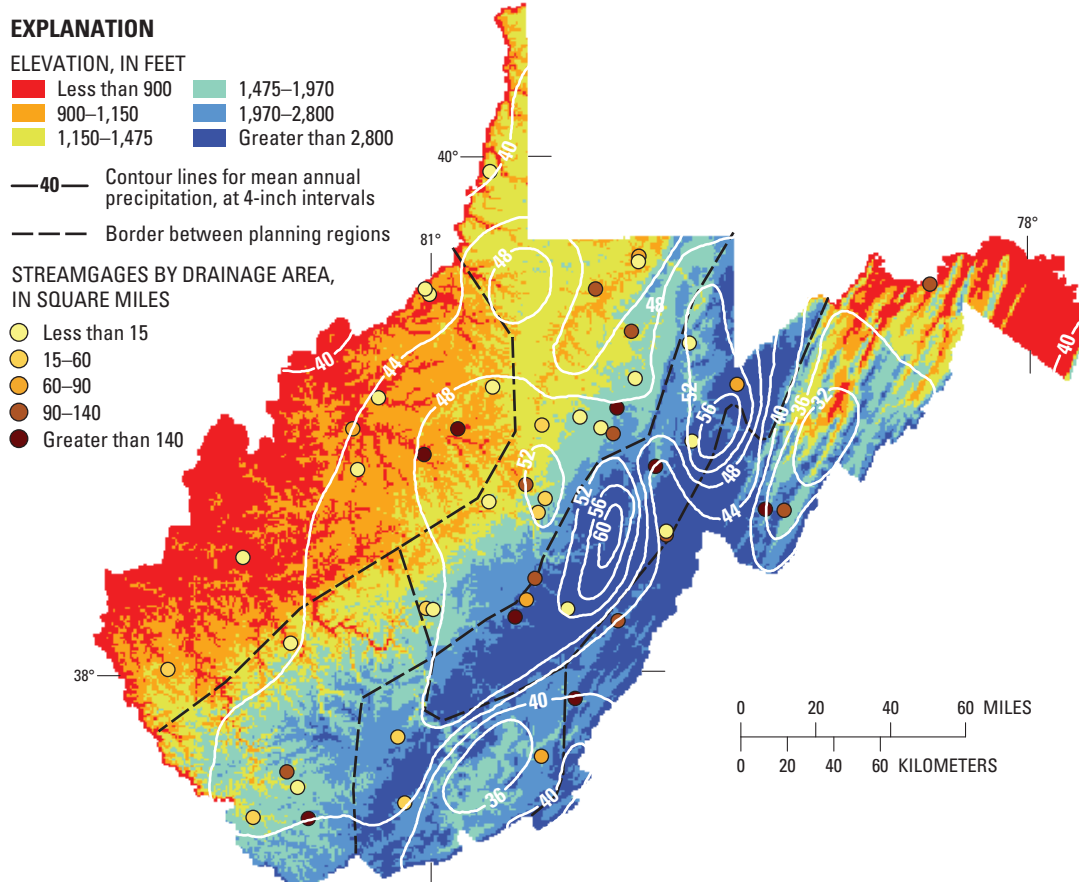 EXPLANATION
ELEVATION, IN FEET
Less than 900
900–1,150
1,150–1,475
1,475–1,970
1,970–2,800
Greater than 2,800
40
Contour lines for mean annual
precipitation, at 4-inch intervals
Border between planning regions
STREAMGAGES BY DRAINAGE AREA,
IN SQUARE MILES
Less than 15
15–60
60–90
90–140
Greater than 140
40°
40
81°
78°
48
48
40
44
48
52
56
40
36
32
40
52
52
56
60
48
44
38°
40
36
40
0 20 40 60 MILES
0 20 40 60 KILOMETERS